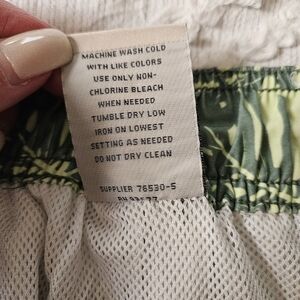 MACHINE WASH COLD
WITH LIKE COLORS
USE ONLY NON-
CHLORINE BLEACH
WHEN NEEDED
TUMBLE DRY LOW
IRON ON LOWEST
SETTING AS NEEDED
DO NOT DRY CLEAN
SUPPLIER 76530-5